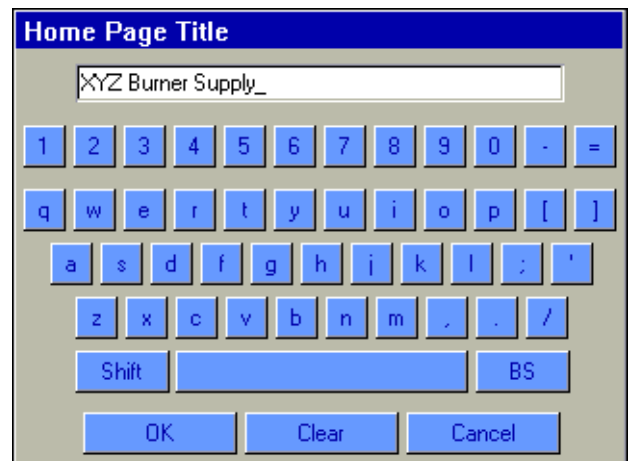 Home Page Title
XYZ Burner Supply_
1 2 3 4 5 6 7 8 9 0 - =
q w e r t y u i o p [ ]
a s d f g h j k l ; '
z x c v b n m , . /
Shift BS
OK Clear Cancel